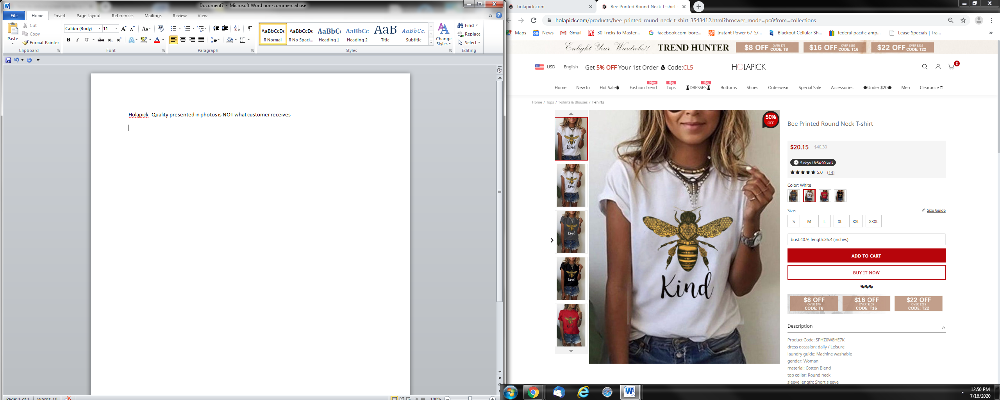 Document7 - Microsoft Word non-commercial use
File Home Insert Page Layout References Mailings Review View
Paste
Cut
Copy
Format Painter
Clipboard
Calibri (Body) 11
Font
Paragraph
AaBbCcDc AaBbCcDc AaBbC AaBbCc AaB AaBbCc.
¶ Normal ¶ No Spaci... Heading 1 Heading 2 Title Subtitle
Change Styles
Styles
Find
Replace
Select
Editing
Holapick- Quality presented in photos is NOT what customer receives
Page: 1 of 1 Words: 10
100%
holapick.com
Bee Printed Round Neck T-shirt -
holapick.com/products/bee-printed-round-neck-t-shirt-3543412.html?broswer_mode=pc&from=collections
Maps News Gmail 30 Tricks to Master... facebook.com-bore... Instant Power 67-5/... Blackout Cellular Sh... federal pacific amp... Lease Specials | Tra...
Enlight Your Wardrobe!! TREND HUNTER $8 OFF OVER $79 CODE: T8 $16 OFF OVER $159 CODE: T16 $22 OFF OVER $219 CODE: T22
USD English Get 5% OFF Your 1st Order Code:CL5 HOLAPICK 8
New Hot Hot
Home New In Hot Sale Fashion Trend Tops DRESSES Bottoms Shoes Outerwear Special Sale Accessories Under $20 Men Clearance
Home / Tops / T-shirts & Blouses / T-shirts
50% OFF
Kind
Kind
Kind
Kind
Kind
Kind
Bee Printed Round Neck T-shirt
$20.15 $40.30
5 days 18:54:00 Left
5.0 (14)
Color: White
Size: Size Guide
S M L XL XXL XXXL
bust:40.9, length:26.4 (inches)
ADD TO CART
BUY IT NOW
$8 OFF $16 OFF $22 OFF
OVER $79 OVER $159 OVER $219
CODE: T8 CODE: T16 CODE: T22
Description
Product Code: SPHZ0W8HE7K
dress occasion: daily / Leisure
laundry guide: Machine washable
gender: Woman
material: Cotton Blend
top collar: Round neck
sleeve length: Short sleeve
12:50 PM
7/16/2020